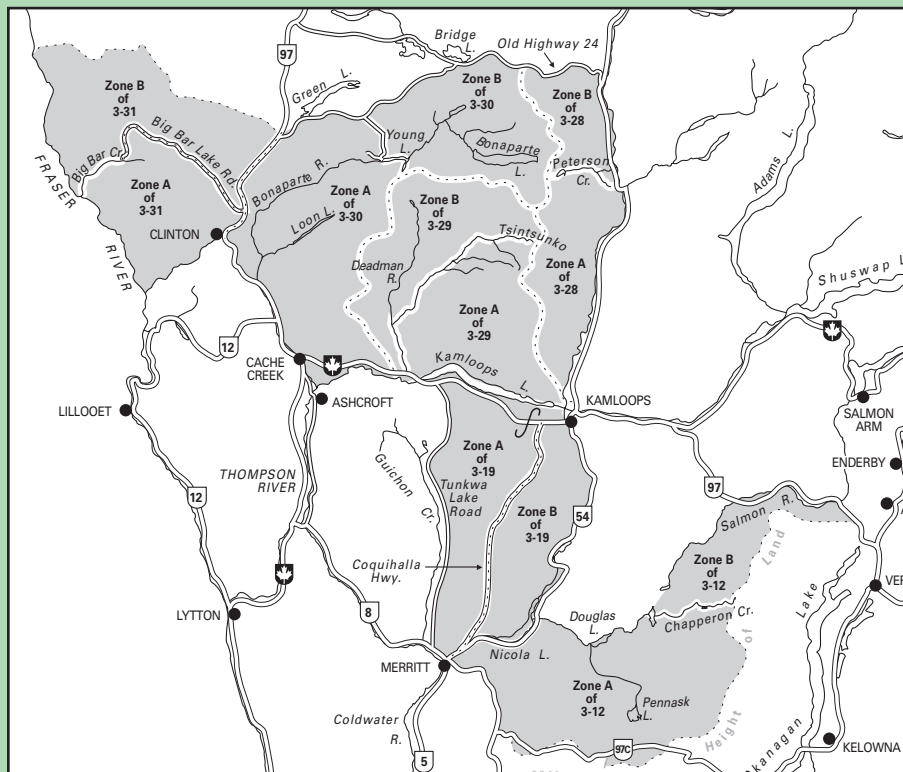 Bridge
L.
Old Highway 24
97
Zone B
of
3-31
Green L.
Zone B
of
3-30
Zone B
of
3-28
Big Bar Lake Rd.
Big Bar Cr.
Young
L.
Bonaparte
L.
Peterson
Cr.
Adams L.
FRASER
RIVER
Zone A
of
3-31
Bonaparte R.
Zone A
of
3-30
Loon L.
Zone B
of
3-29
Tsintsunko
CLINTON
Deadman
R.
Zone A
of
3-28
Shuswap L
Zone A
of
3-29
12
CACHE
CREEK
Kamloops
L.
KAMLOOPS
LILLOOET
ASHCROFT
SALMON
ARM
Guichon
Cr.
Zone A
of
3-19
Tunkwa
Lake
Road
ENDERBY
THOMPSON
RIVER
12
97
Salmon R.
Zone B
of
3-19
54
Coquihalla
Hwy.
Zone B
of
3-12
Height of Land
Lake
VER
LYTTON
8
Douglas
L.
Chapperon Cr.
MERRITT
Nicola L.
Zone A
of
3-12
Pennask
L.
Coldwater
R.
5
97C
kanagan
KELOWNA